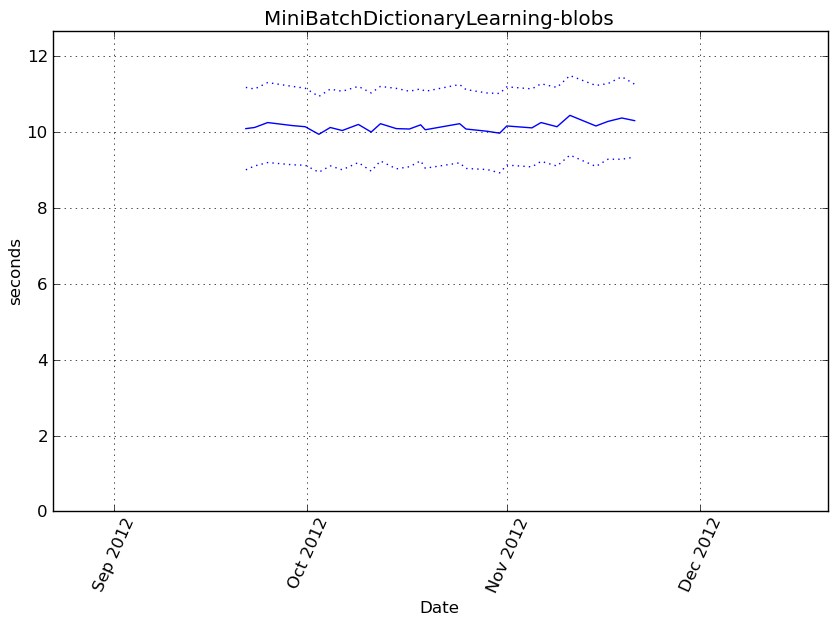 MiniBatchDictionaryLearning-blobs
12
10
8
6
4
2
0
seconds
Sep 2012
Oct 2012
Nov 2012
Dec 2012
Date